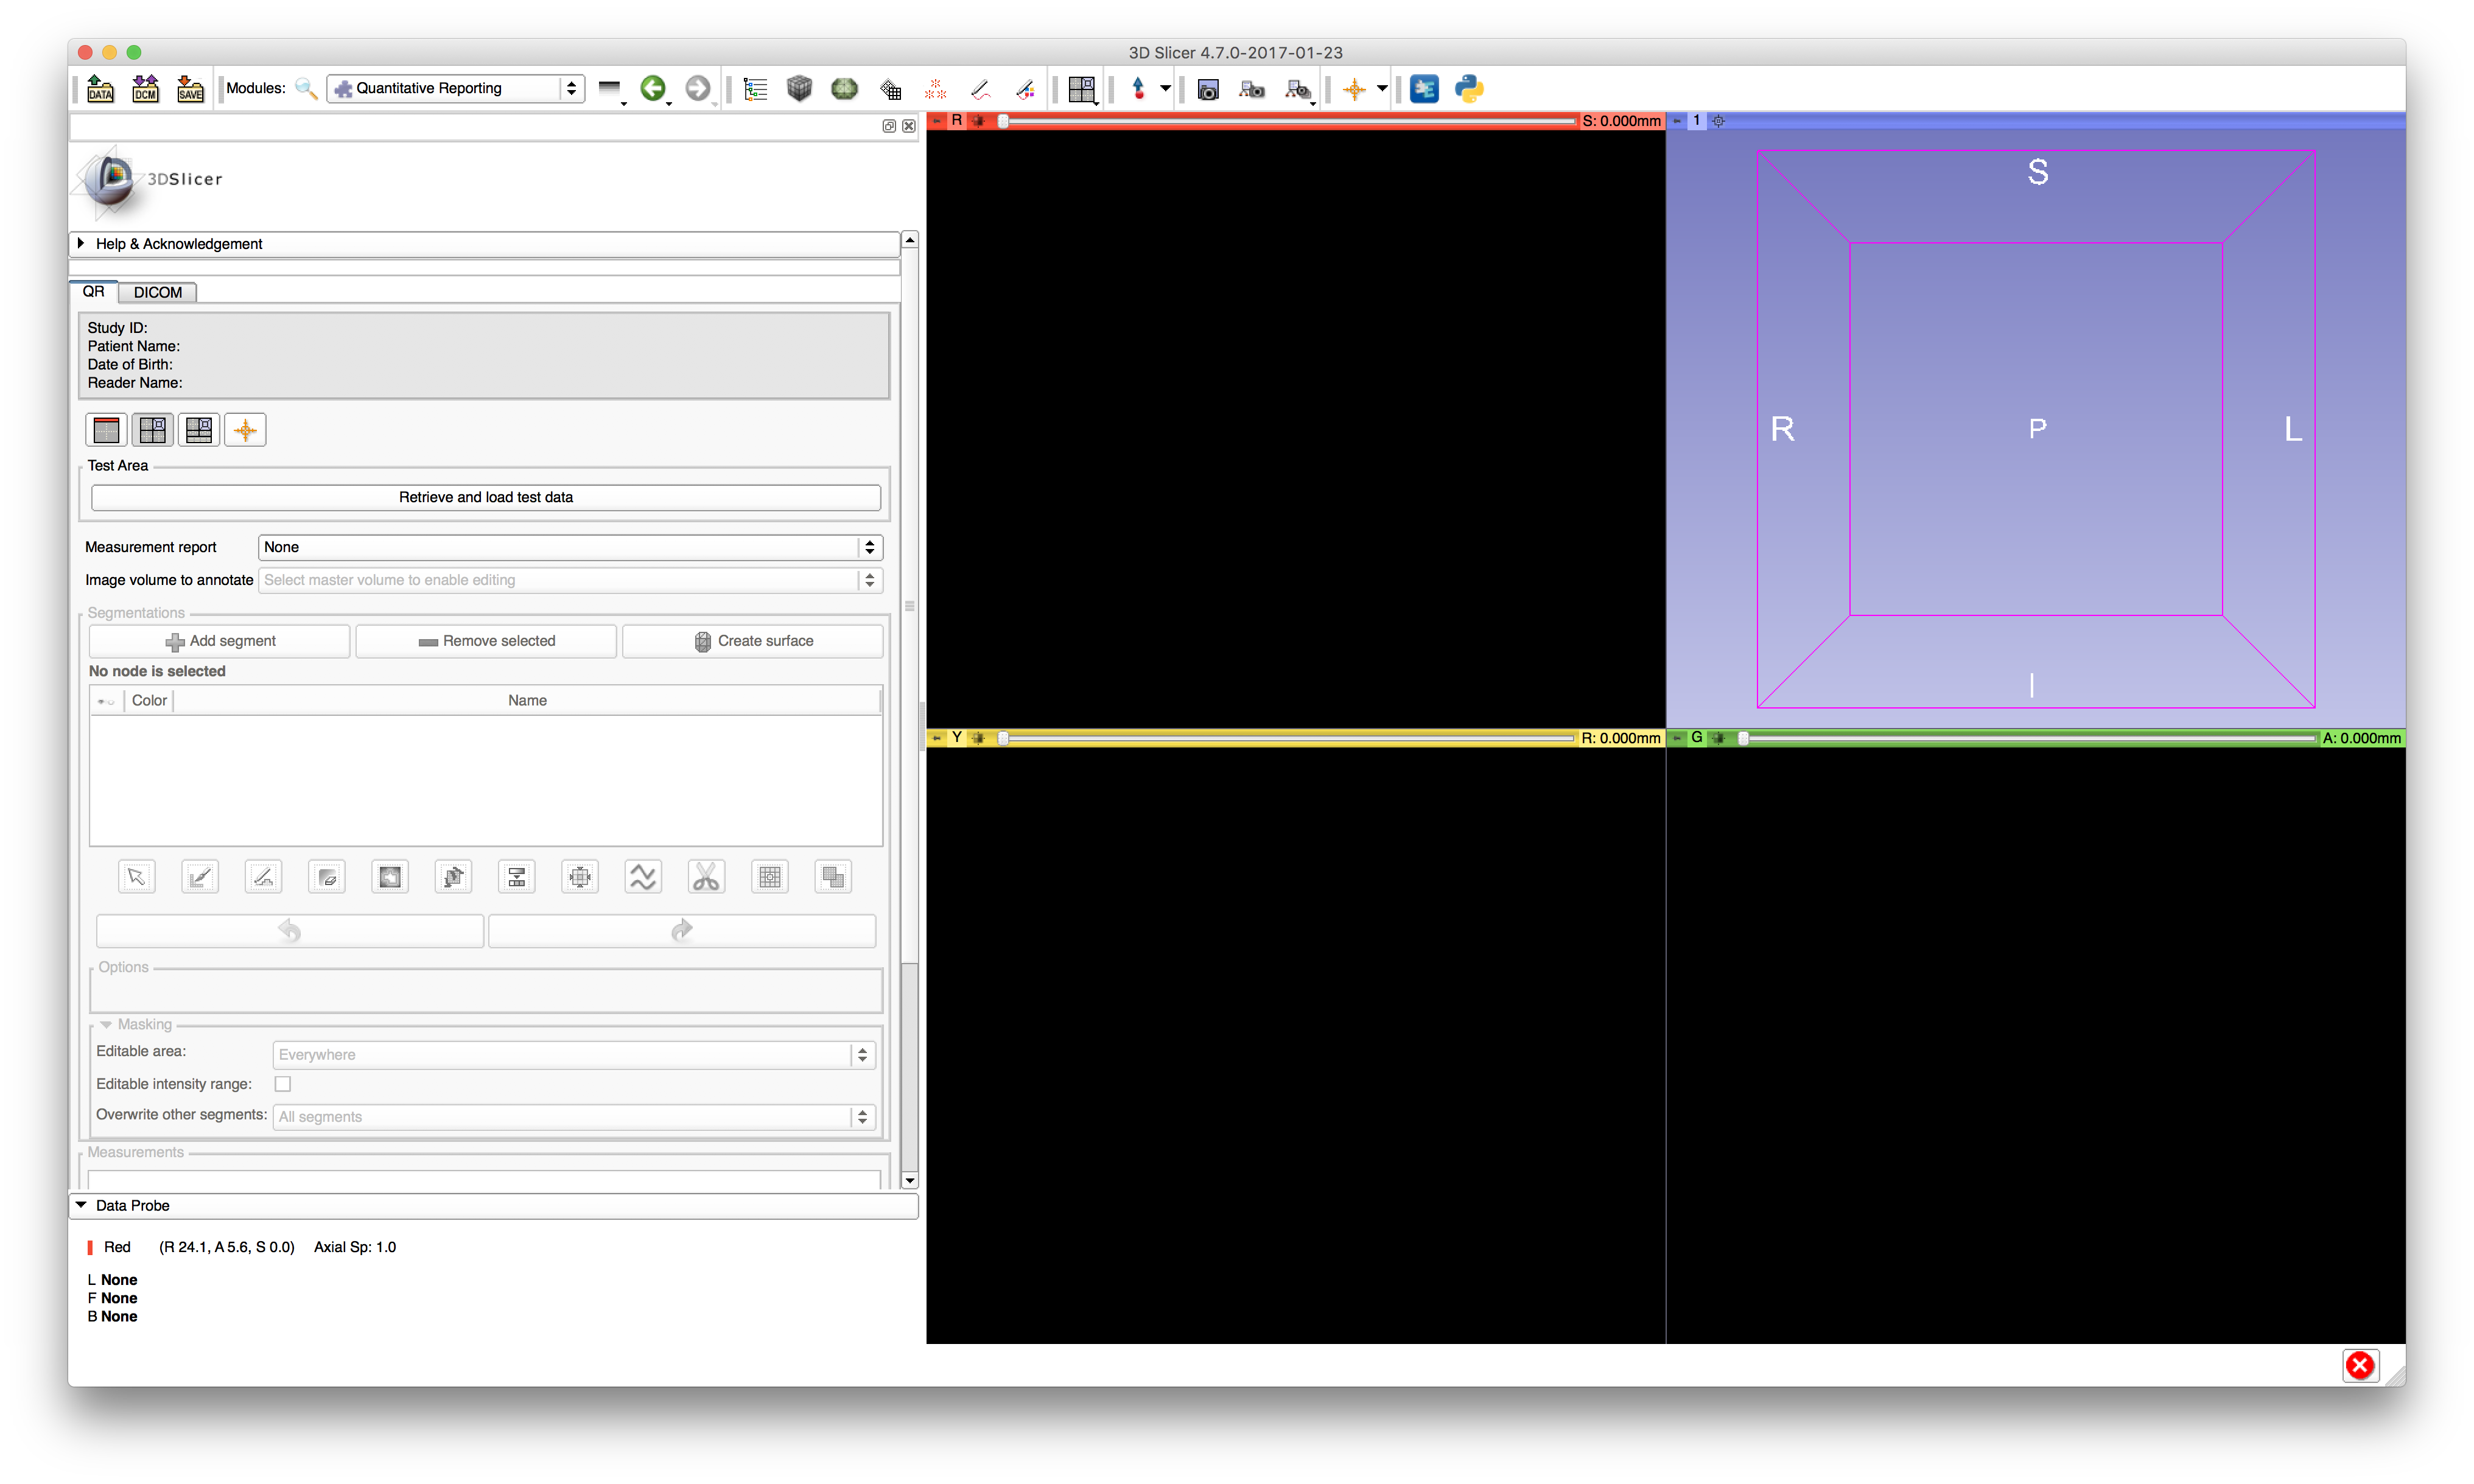 3D Slicer 4.7.0-2017-01-23
DATA DCM SAVE Modules: Quantitative Reporting
R S: 0.000mm
1
3DSlicer
S
R P L
I
Help & Acknowledgement
QR DICOM
Study ID:
Patient Name:
Date of Birth:
Reader Name:
Test Area
Retrieve and load test data
Measurement report None
Image volume to annotate Select master volume to enable editing
Segmentations
Add segment Remove selected Create surface
No node is selected
Color Name
Y R: 0.000mm
G A: 0.000mm
Options
Masking
Editable area: Everywhere
Editable intensity range:
Overwrite other segments: All segments
Measurements
Data Probe
Red (R 24.1, A 5.6, S 0.0) Axial Sp: 1.0
L None
F None
B None